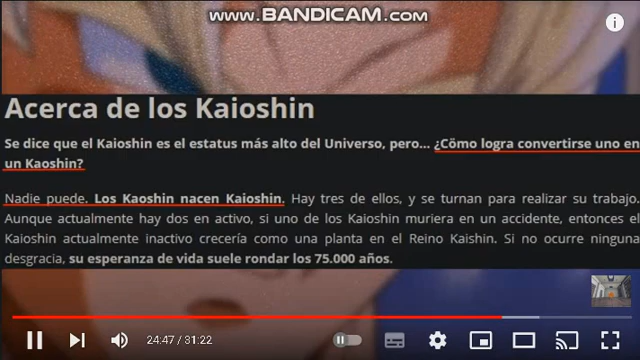 www.BANDICAM.com
Acerca de los Kaioshin
Se dice que el Kaioshin es el estatus más alto del Universo, pero... ¿Cömo logra convertirse uno en
un Kaoshin?
Nadie puede. Los Kaoshin nacen Kaioshin. Hay tres de ellos, y se turnan para realizar su trabajo.
Aunque actualmente hay dos en activo, si uno de los Kaioshin muriera en un accidente, entonces el
Kaioshin actualmente inactivo crecería como una planta en el Reino Kaishin. Si no ocurre ninguna
desgracia, su esperanza de vida suele rondar los 75.000 años.
24:47 / 31:22